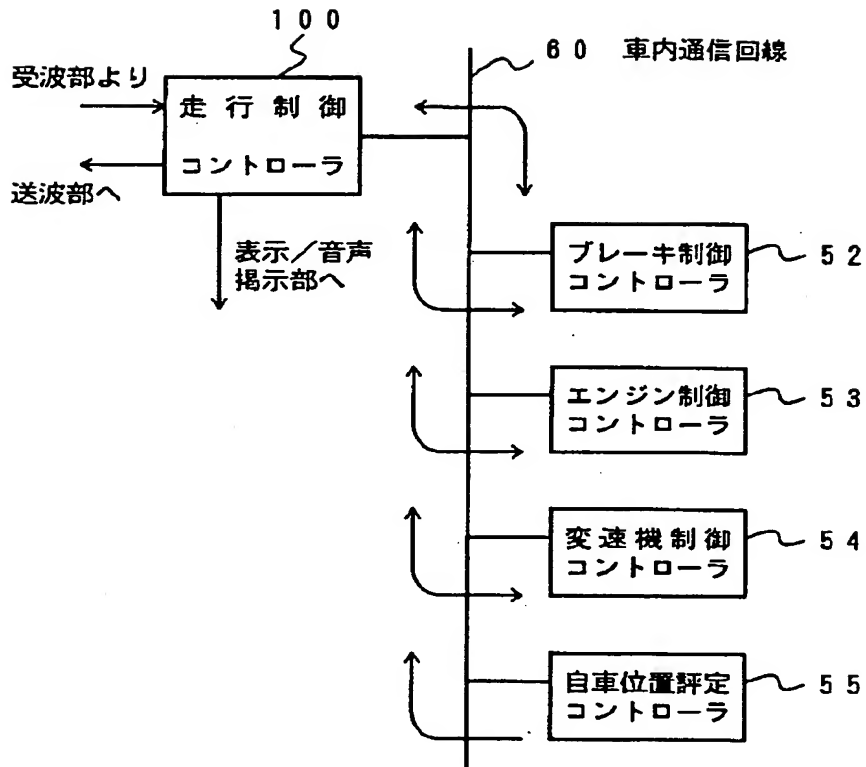 100
60 車内通信回線
受波部より
走行制御
コントローラ
送波部へ
表示/音声
掲示部へ
ブレーキ制御
コントローラ
52
エンジン制御
コントローラ
53
変速機制御
コントローラ
54
自車位置評定
コントローラ
55